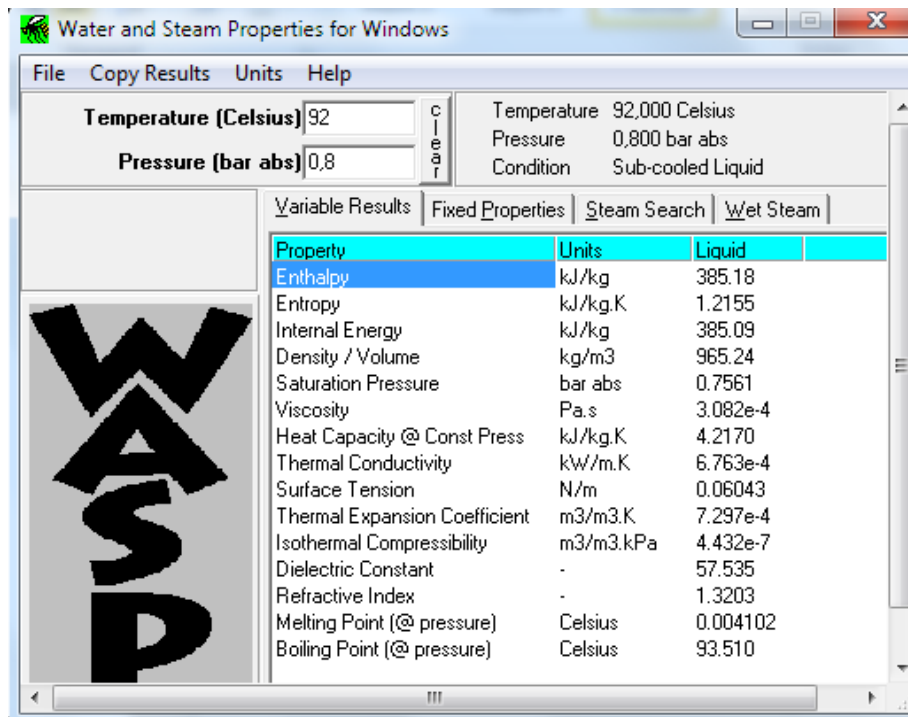 Water and Steam Properties for Windows
File Copy Results Units Help
Temperature (Celsius) 92
Pressure (bar abs) 0,8
clear
Temperature 92,000 Celsius
Pressure 0,800 bar abs
Condition Sub-cooled Liquid
Variable Results Fixed Properties Steam Search Wet Steam
Property Units Liquid
Enthalpy kJ/kg 385.18
Entropy kJ/kg.K 1.2155
Internal Energy kJ/kg 385.09
Density / Volume kg/m3 965.24
Saturation Pressure bar abs 0.7561
Viscosity Pa.s 3.082e-4
Heat Capacity @ Const Press kJ/kg.K 4.2170
Thermal Conductivity kW/m.K 6.763e-4
Surface Tension N/m 0.06043
Thermal Expansion Coefficient m3/m3.K 7.297e-4
Isothermal Compressibility m3/m3.kPa 4.432e-7
Dielectric Constant - 57.535
Refractive Index - 1.3203
Melting Point (@ pressure) Celsius 0.004102
Boiling Point (@ pressure) Celsius 93.510
WASP